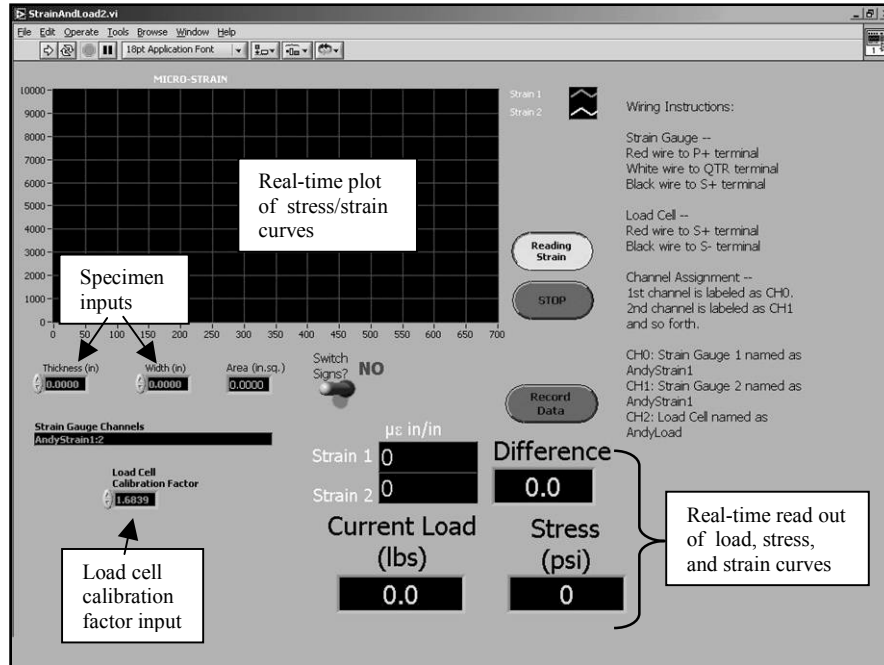 StrainAndLoad2.vi
File Edit Operate Tools Browse Window Help
18pt Application Font
1
MICRO-STRAIN
10000
9000
8000
7000
6000
5000
4000
3000
2000
1000
0
0 50 100 150 200 250 300 350 400 450 500 550 600 650 700
Real-time plot
of stress/strain
curves
Specimen
inputs
Strain 1
Strain 2
Reading
Strain
STOP
Wiring Instructions:
Strain Gauge --
Red wire to P+ terminal
White wire to QTR terminal
Black wire to S+ terminal
Load Cell --
Red wire to S+ terminal
Black wire to S- terminal
Channel Assignment --
1st channel is labeled as CH0.
2nd channel is labeled as CH1
and so forth.
CH0: Strain Gauge 1 named as
AndyStrain1
CH1: Strain Gauge 2 named as
AndyStrain1
CH2: Load Cell named as
AndyLoad
Thickness (in)
0.0000
Width (in)
0.0000
Area (in.sq.)
0.0000
Switch
Signs?
NO
Record
Data
Strain Gauge Channels
AndyStrain1:2
Load Cell
Calibration Factor
1.6839
με in/in
Strain 1 0
Strain 2 0
Difference
0.0
Current Load
(lbs)
0.0
Stress
(psi)
0
Load cell
calibration
factor input
Real-time read out
of load, stress,
and strain curves